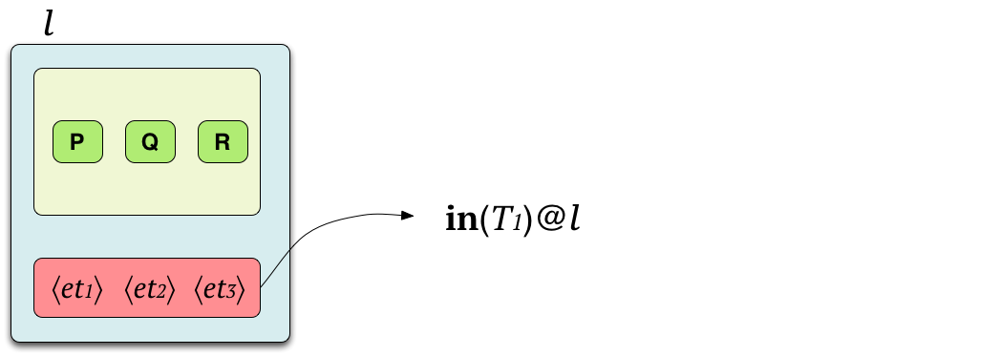 l
P Q R
in(T1)@l
⟨et1⟩ ⟨et2⟩ ⟨et3⟩